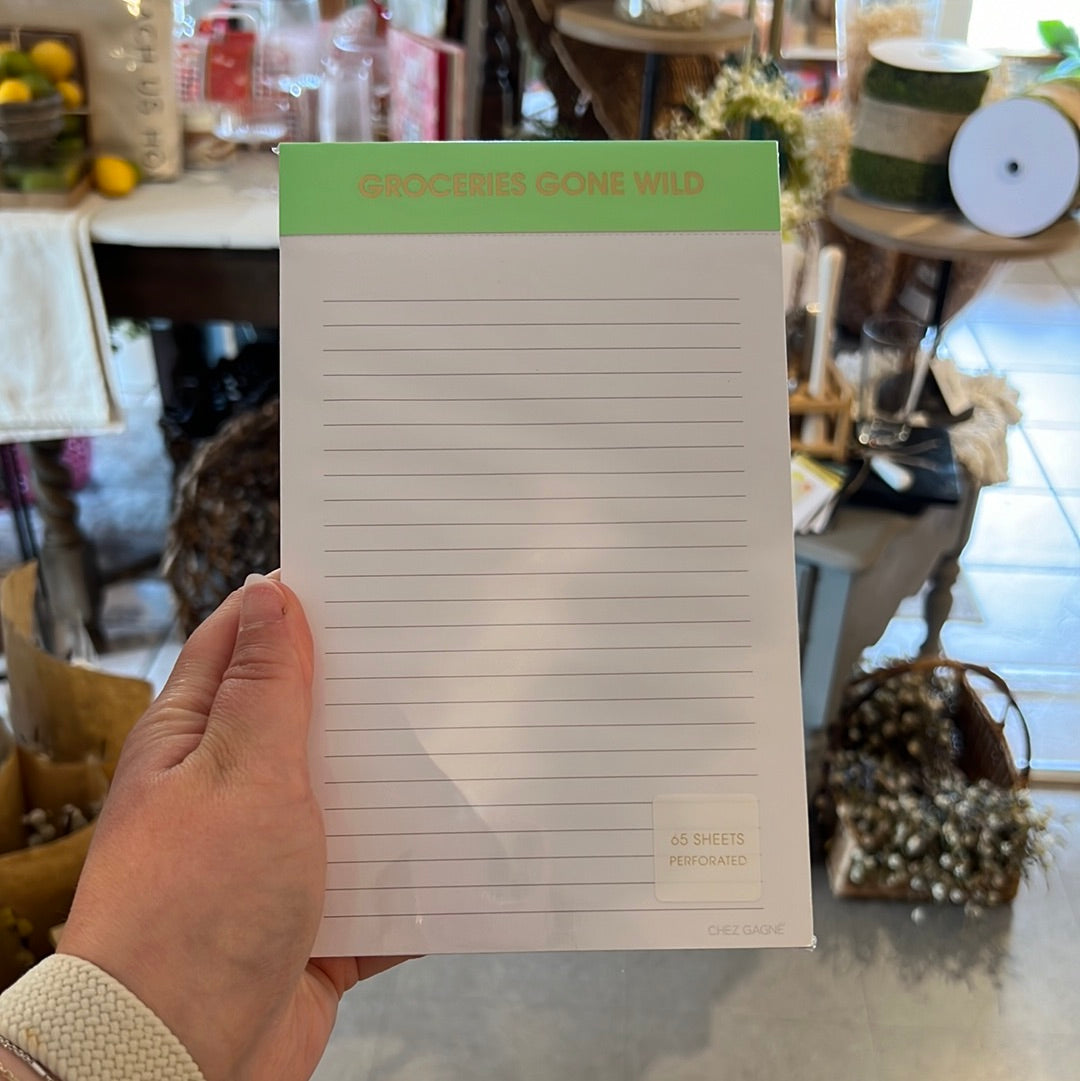 GROCERIES GONE WILD
65 SHEETS
PERFORATED
CHEZ GAGNÉ